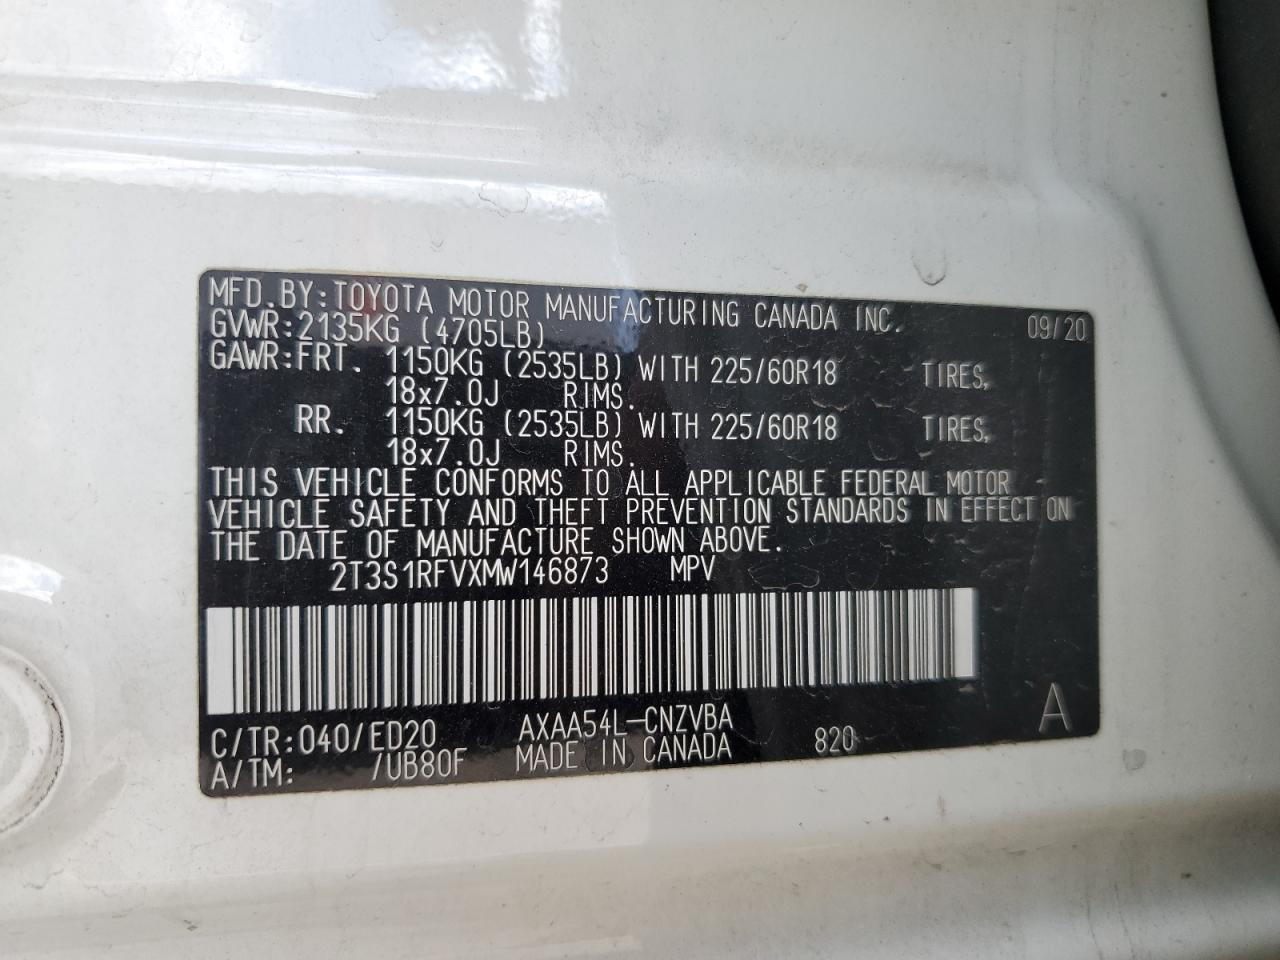 MFD.BY:TOYOTA MOTOR MANUFACTURING CANADA INC. 09/20
GVWR:2135KG (4705LB)
GAWR:FRT. 1150KG (2535LB) WITH 225/60R18 TIRES,
18x7.0J RIMS.
RR. 1150KG (2535LB) WITH 225/60R18 TIRES,
18x7.0J RIMS.
THIS VEHICLE CONFORMS TO ALL APPLICABLE FEDERAL MOTOR
VEHICLE SAFETY AND THEFT PREVENTION STANDARDS IN EFFECT ON
THE DATE OF MANUFACTURE SHOWN ABOVE.
2T3S1RFVXMW146873 MPV
C/TR:040/ED20 AXAA54L-CNZVBA A
A/TM: /UB80F MADE IN CANADA 820